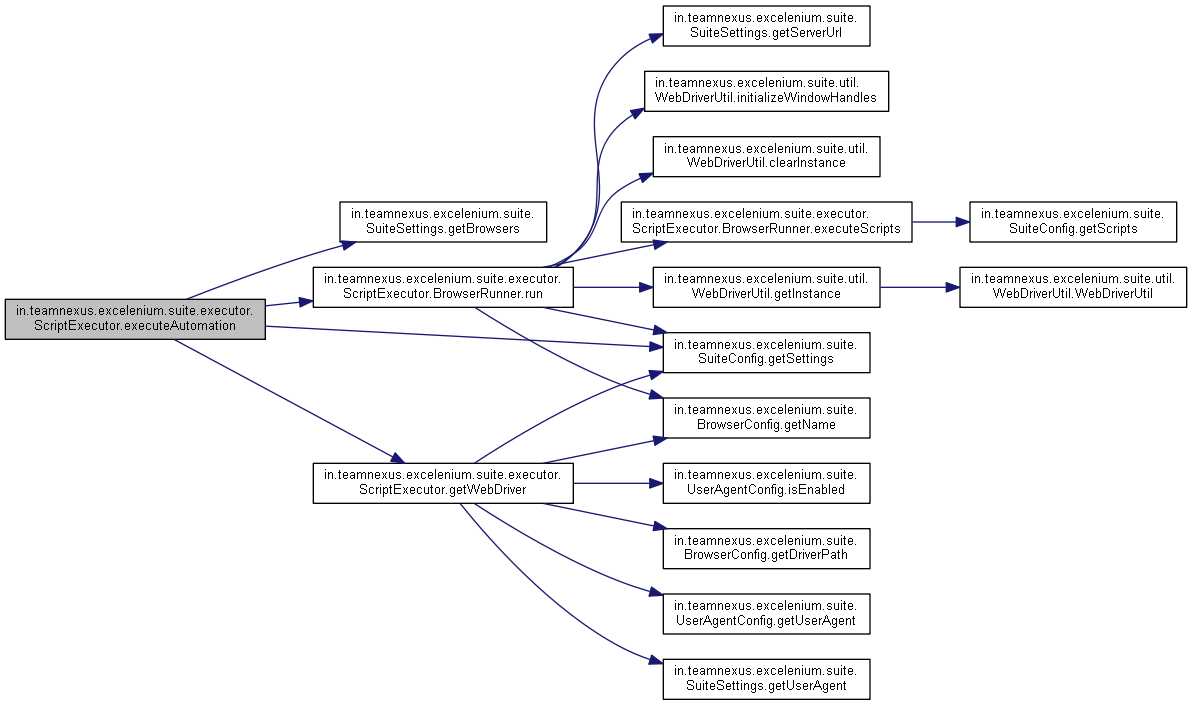 in.teamnexus.excelenium.suite.
SuiteSettings.getServerUrl
in.teamnexus.excelenium.suite.util.
WebDriverUtil.initializeWindowHandles
in.teamnexus.excelenium.suite.util.
WebDriverUtil.clearInstance
in.teamnexus.excelenium.suite.
SuiteSettings.getBrowsers
in.teamnexus.excelenium.suite.executor.
ScriptExecutor.BrowserRunner.executeScripts
in.teamnexus.excelenium.suite.
SuiteConfig.getScripts
in.teamnexus.excelenium.suite.executor.
ScriptExecutor.executeAutomation
in.teamnexus.excelenium.suite.executor.
ScriptExecutor.BrowserRunner.run
in.teamnexus.excelenium.suite.util.
WebDriverUtil.getInstance
in.teamnexus.excelenium.suite.util.
WebDriverUtil.WebDriverUtil
in.teamnexus.excelenium.suite.
SuiteConfig.getSettings
in.teamnexus.excelenium.suite.
BrowserConfig.getName
in.teamnexus.excelenium.suite.executor.
ScriptExecutor.getWebDriver
in.teamnexus.excelenium.suite.
UserAgentConfig.isEnabled
in.teamnexus.excelenium.suite.
BrowserConfig.getDriverPath
in.teamnexus.excelenium.suite.
UserAgentConfig.getUserAgent
in.teamnexus.excelenium.suite.
SuiteSettings.getUserAgent